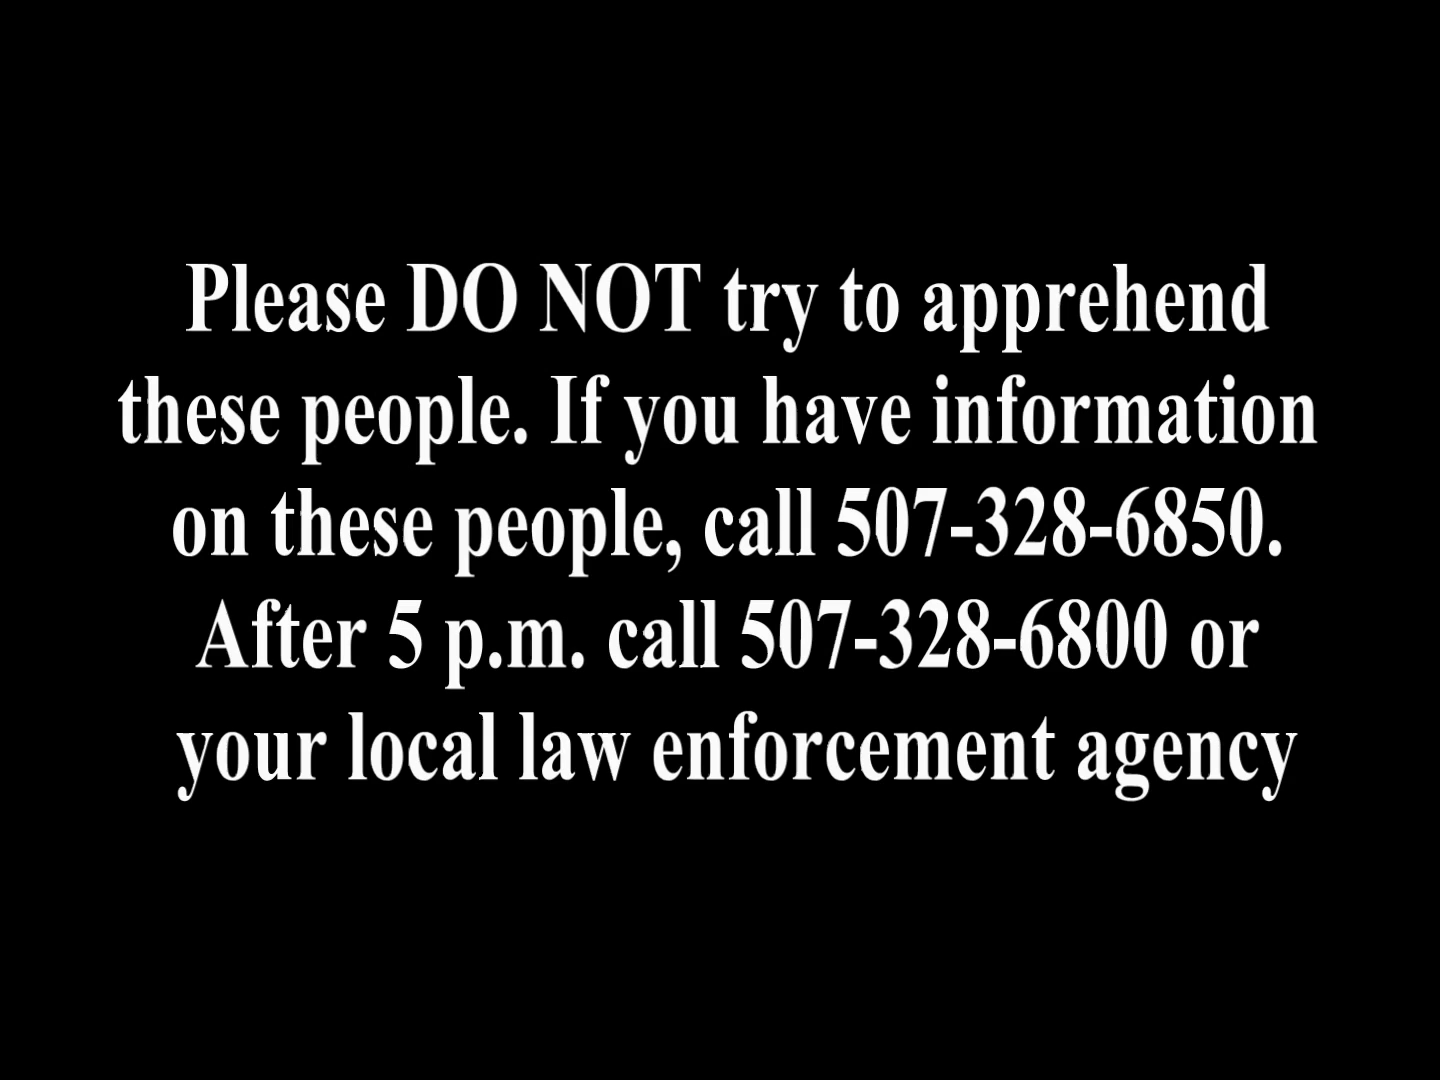 Please DO NOT try to apprehend
these people. If you have information
on these people, call 507-328-6850.
After 5 p.m. call 507-328-6800 or
your local law enforcement agency